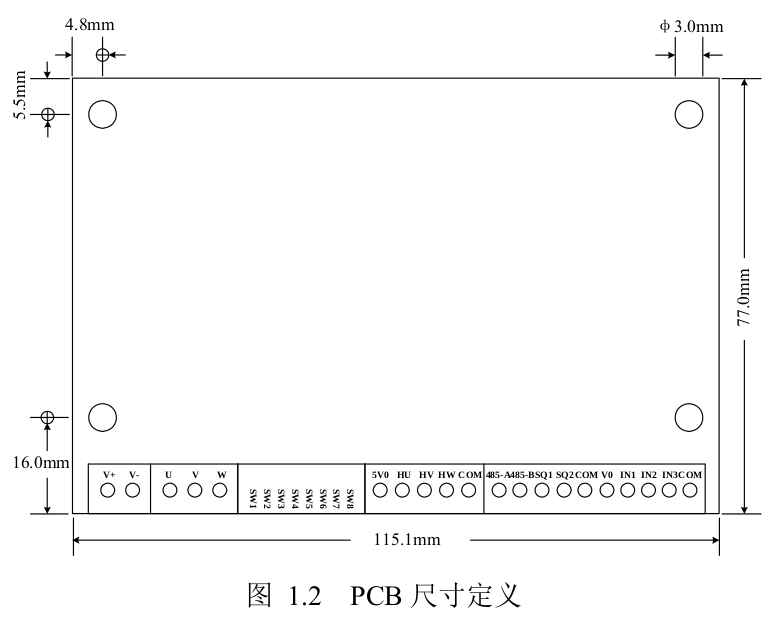 4.8mm
ф3.0mm
5.5mm
77.0mm
16.0mm
V+ V- U V W 5V0 HU HV HW COM 485-A 485-B SQ1 SQ2 COM V0 IN1 IN2 IN3 COM
SW1
SW2
SW3
SW4
SW5
SW6
SW7
SW8
115.1mm
图 1.2 PCB 尺寸定义